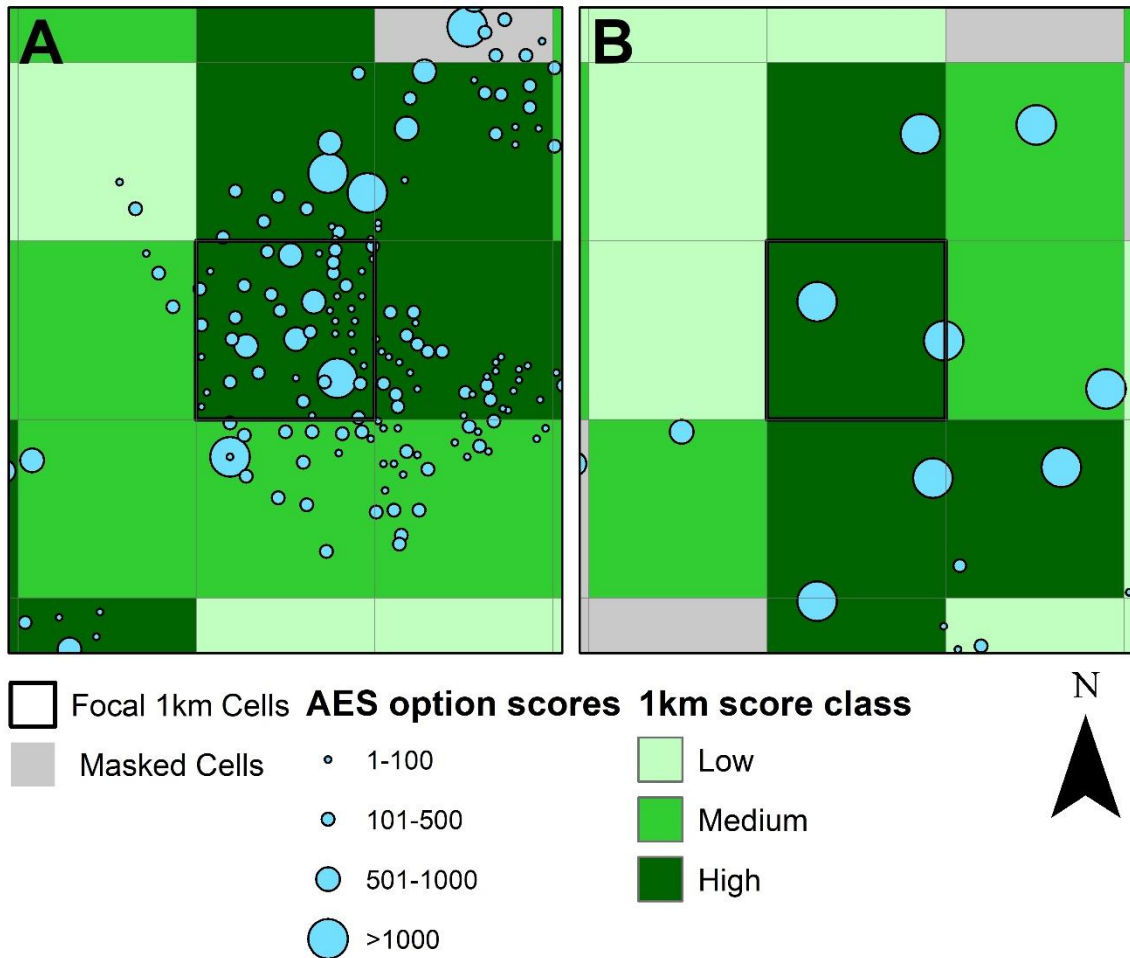 A
B
Focal 1km Cells
Masked Cells
AES option scores
1-100
101-500
501-1000
>1000
1km score class
Low
Medium
High
N